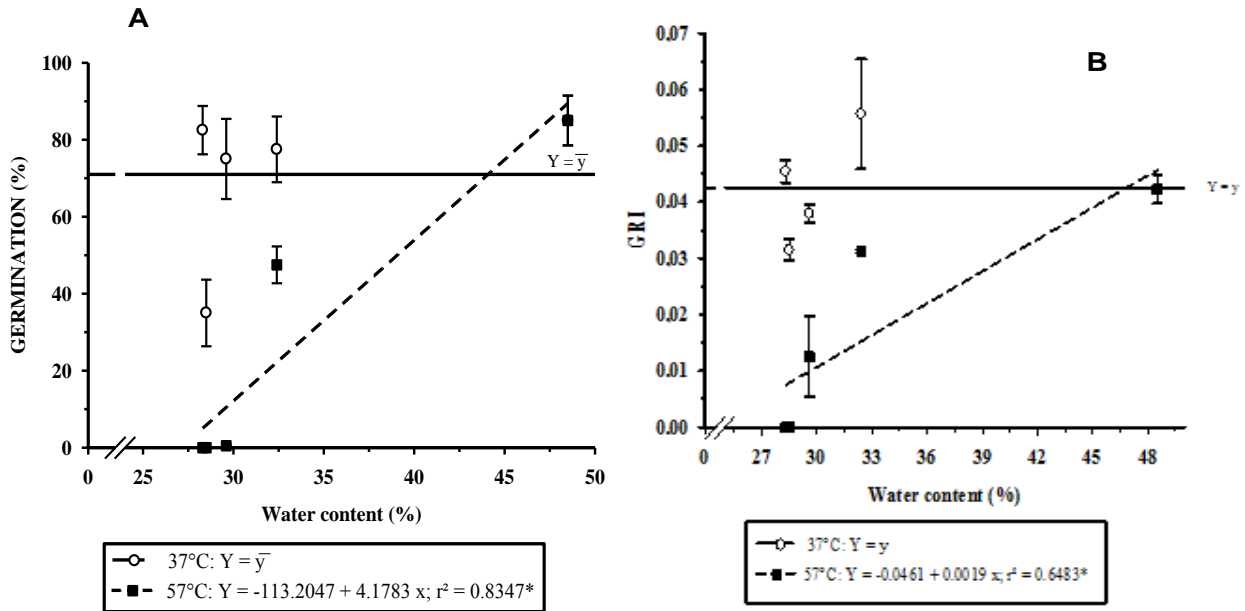 A
GERMINATION (%)
100
80
60
40
20
0
0 25 30 35 40 45 50
Water content (%)
Y = y̅
37°C: Y = y̅
57°C: Y = -113.2047 + 4.1783 x; r² = 0.8347*
B
GRI
0.07
0.06
0.05
0.04
0.03
0.02
0.01
0.00
0 27 30 33 36 39 42 45 48
Water content (%)
Y = y
37°C: Y = y
57°C: Y = -0.0461 + 0.0019 x; r² = 0.6483*